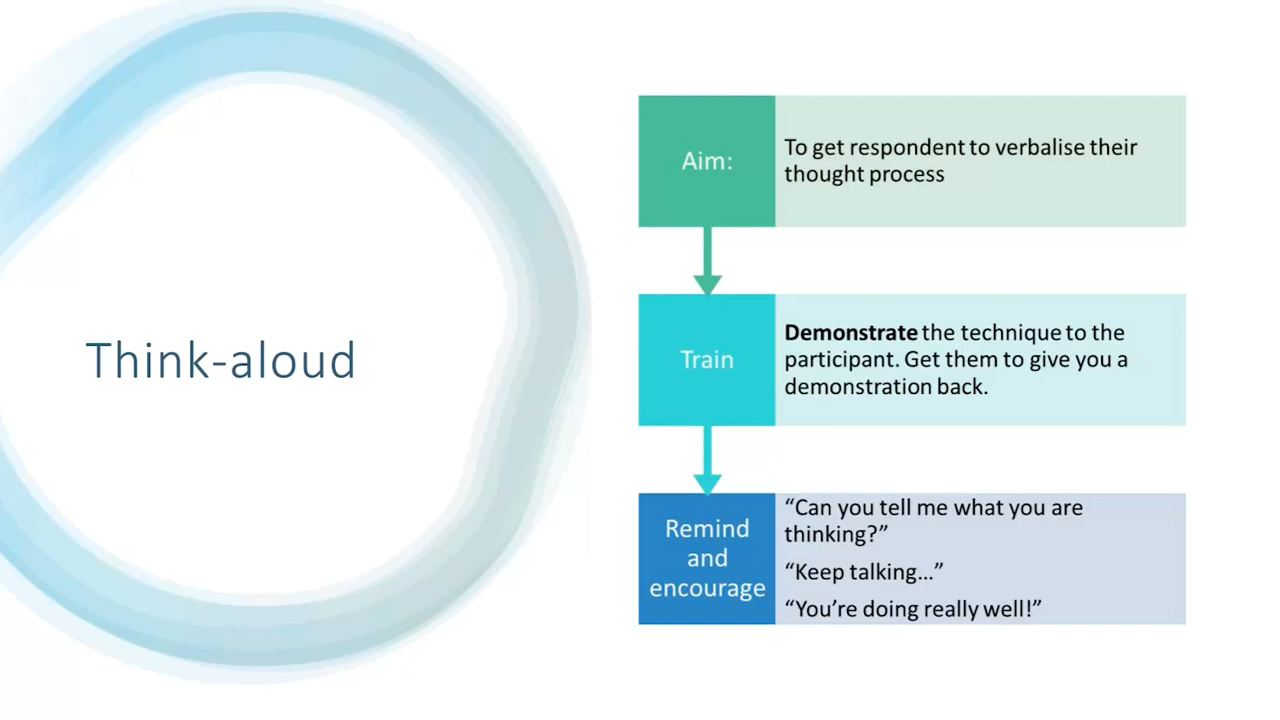 Think-aloud
Aim:
To get respondent to verbalise their
thought process
Train
Demonstrate the technique to the
participant. Get them to give you a
demonstration back.
Remind
and
encourage
“Can you tell me what you are
thinking?”
“Keep talking…”
“You’re doing really well!”